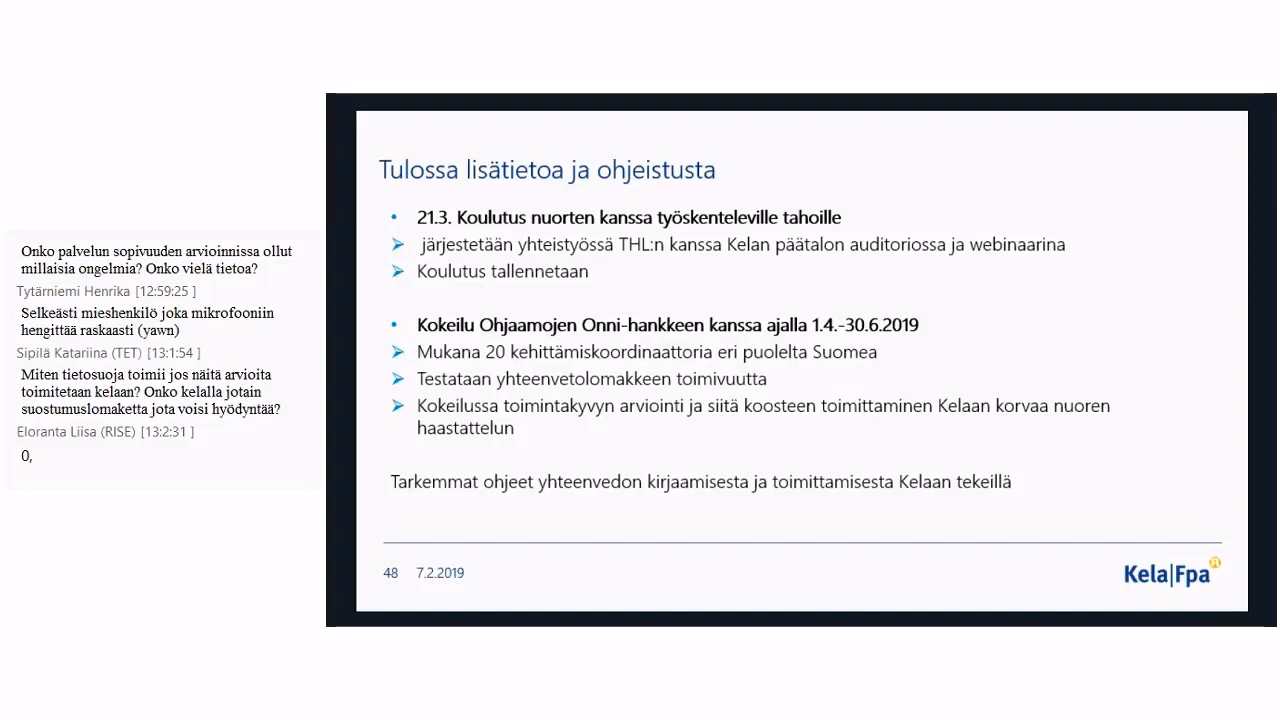 Onko palvelun sopivuuden arvioinnissa ollut
millaisia ongelmia? Onko vielä tietoa?
Tytärniemi Henrika [12:59:25 ]
Selkeästi mieshenkilö joka mikrofooniin
hengittää raskaasti (yawn)
Sipilä Katariina (TET) [13:1:54 ]
Miten tietosuoja toimii jos näitä arvioita
toimitetaan kelaan? Onko kelalla jotain
suostumuslomaketta jota voisi hyödyntää?
Eloranta Liisa (RISE) [13:2:31 ]
0,
Tulossa lisätietoa ja ohjeistusta
• 21.3. Koulutus nuorten kanssa työskenteleville tahoille
➢ järjestetään yhteistyössä THL:n kanssa Kelan päätalon auditoriossa ja webinaarina
➢ Koulutus tallennetaan
• Kokeilu Ohjaamojen Onni-hankkeen kanssa ajalla 1.4.-30.6.2019
➢ Mukana 20 kehittämiskoordinaattoria eri puolelta Suomea
➢ Testataan yhteenvetolomakkeen toimivuutta
➢ Kokeilussa toimintakyvyn arviointi ja siitä koosteen toimittaminen Kelaan korvaa nuoren
haastattelun
Tarkemmat ohjeet yhteenvedon kirjaamisesta ja toimittamisesta Kelaan tekeillä
48 7.2.2019
Kela|Fpa